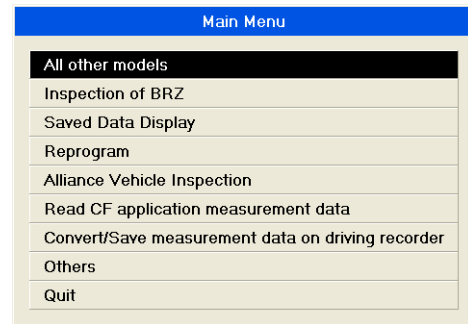 Main Menu
All other models
Inspection of BRZ
Saved Data Display
Reprogram
Alliance Vehicle Inspection
Read CF application measurement data
Convert/Save measurement data on driving recorder
Others
Quit